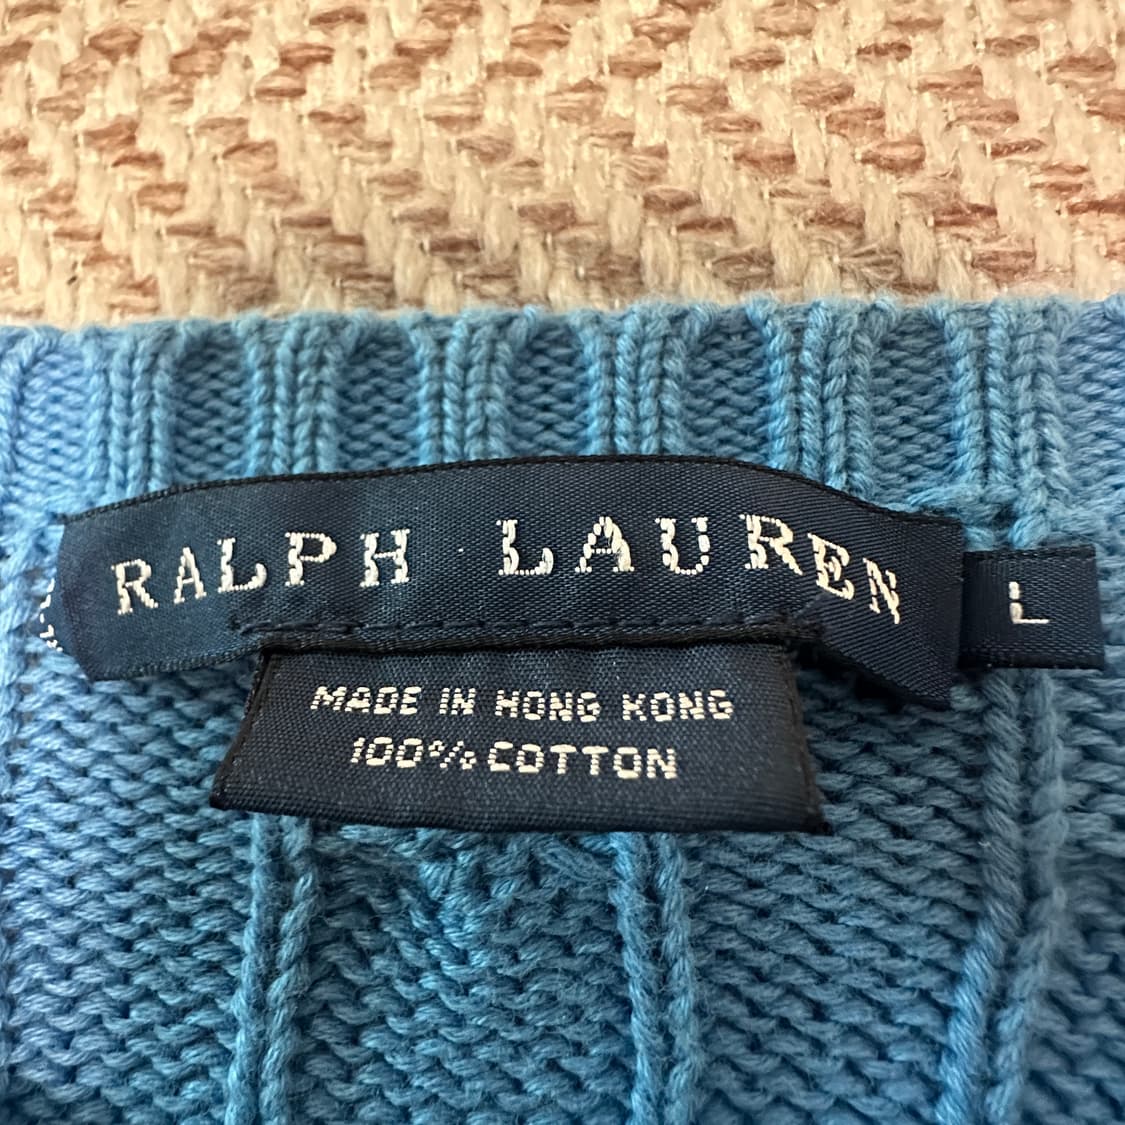 RALPH LAUREN
L
MADE IN HONG KONG
100% COTTON